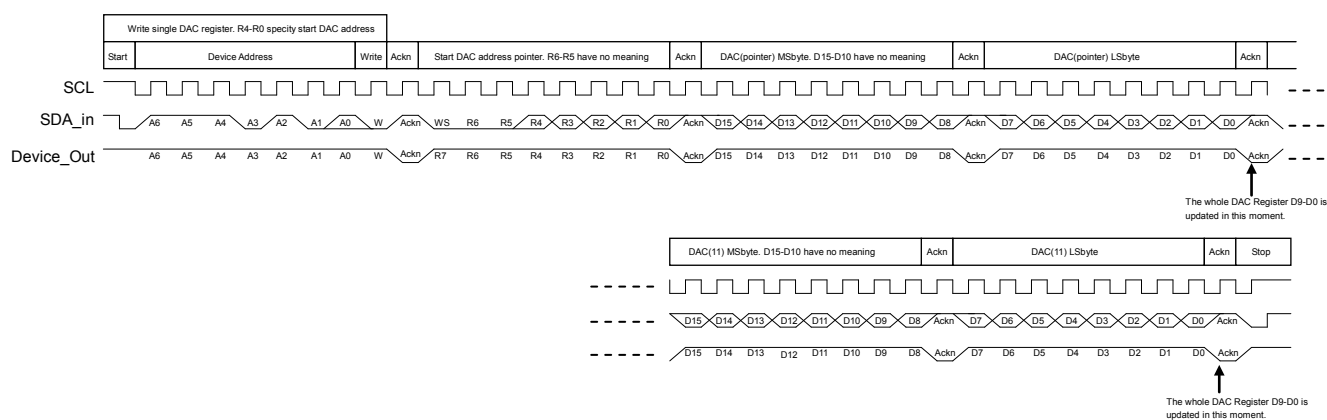 Write single DAC register. R4-R0 specity start DAC address
Start Device Address Write Ackn Start DAC address pointer. R6-R5 have no meaning Ackn DAC(pointer) MSbyte. D15-D10 have no meaning Ackn DAC(pointer) LSbyte Ackn
SCL
SDA_in A6 A5 A4 A3 A2 A1 A0 W Ackn WS R6 R5 R4 R3 R2 R1 R0 Ackn D15 D14 D13 D12 D11 D10 D9 D8 Ackn D7 D6 D5 D4 D3 D2 D1 D0 Ackn
Device_Out A6 A5 A4 A3 A2 A1 A0 W Ackn R7 R6 R5 R4 R3 R2 R1 R0 Ackn D15 D14 D13 D12 D11 D10 D9 D8 Ackn D7 D6 D5 D4 D3 D2 D1 D0 Ackn
The whole DAC Register D9-D0 is
updated in this moment.
DAC(11) MSbyte. D15-D10 have no meaning Ackn DAC(11) LSbyte Ackn Stop
D15 D14 D13 D12 D11 D10 D9 D8 Ackn D7 D6 D5 D4 D3 D2 D1 D0 Ackn
D15 D14 D13 D12 D11 D10 D9 D8 Ackn D7 D6 D5 D4 D3 D2 D1 D0 Ackn
The whole DAC Register D9-D0 is
updated in this moment.